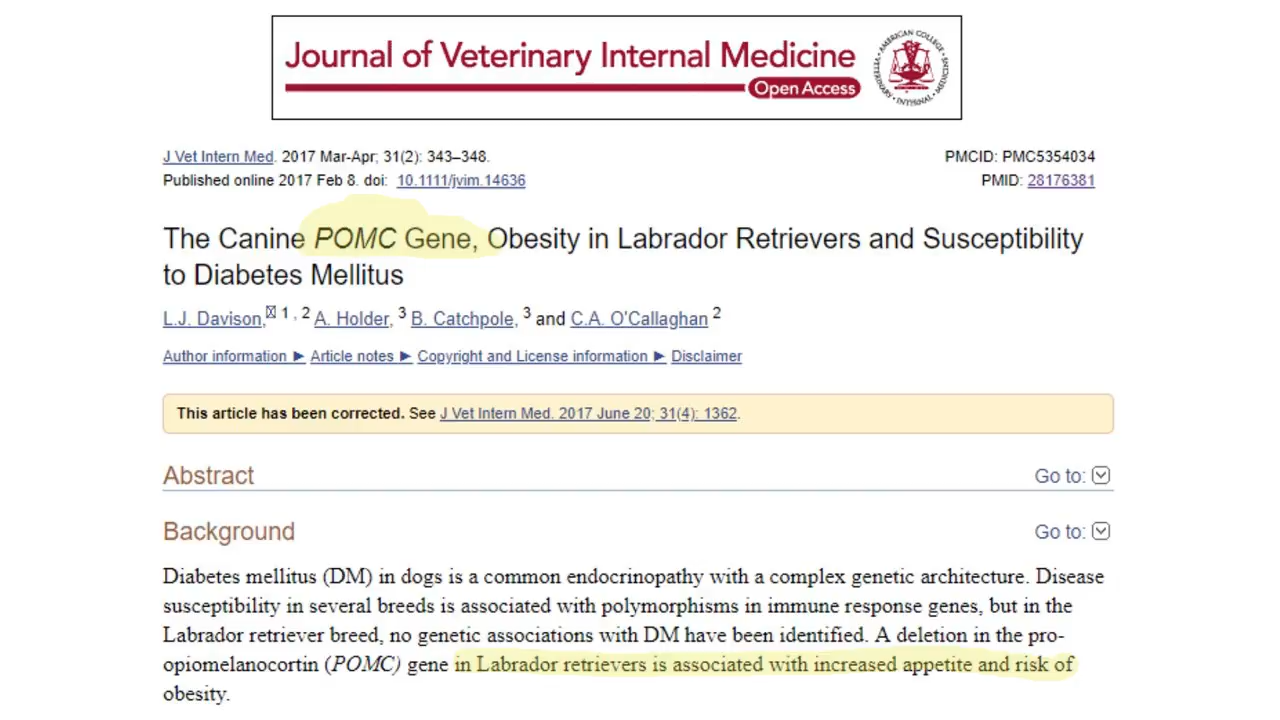 Journal of Veterinary Internal Medicine
Open Access
AMERICAN COLLEGE
VETERINARY INTERNAL MEDICINE
J Vet Intern Med. 2017 Mar-Apr; 31(2): 343–348.
PMCID: PMC5354034
Published online 2017 Feb 8. doi: 10.1111/jvim.14636
PMID: 28176381
The Canine POMC Gene, Obesity in Labrador Retrievers and Susceptibility
to Diabetes Mellitus
L.J. Davison, 1 , 2 A. Holder, 3 B. Catchpole, 3 and C.A. O'Callaghan 2
Author information ► Article notes ► Copyright and License information ► Disclaimer
This article has been corrected. See J Vet Intern Med. 2017 June 20; 31(4): 1362.
Abstract
Go to:
Background
Go to:
Diabetes mellitus (DM) in dogs is a common endocrinopathy with a complex genetic architecture. Disease
susceptibility in several breeds is associated with polymorphisms in immune response genes, but in the
Labrador retriever breed, no genetic associations with DM have been identified. A deletion in the pro-
opiomelanocortin (POMC) gene in Labrador retrievers is associated with increased appetite and risk of
obesity.